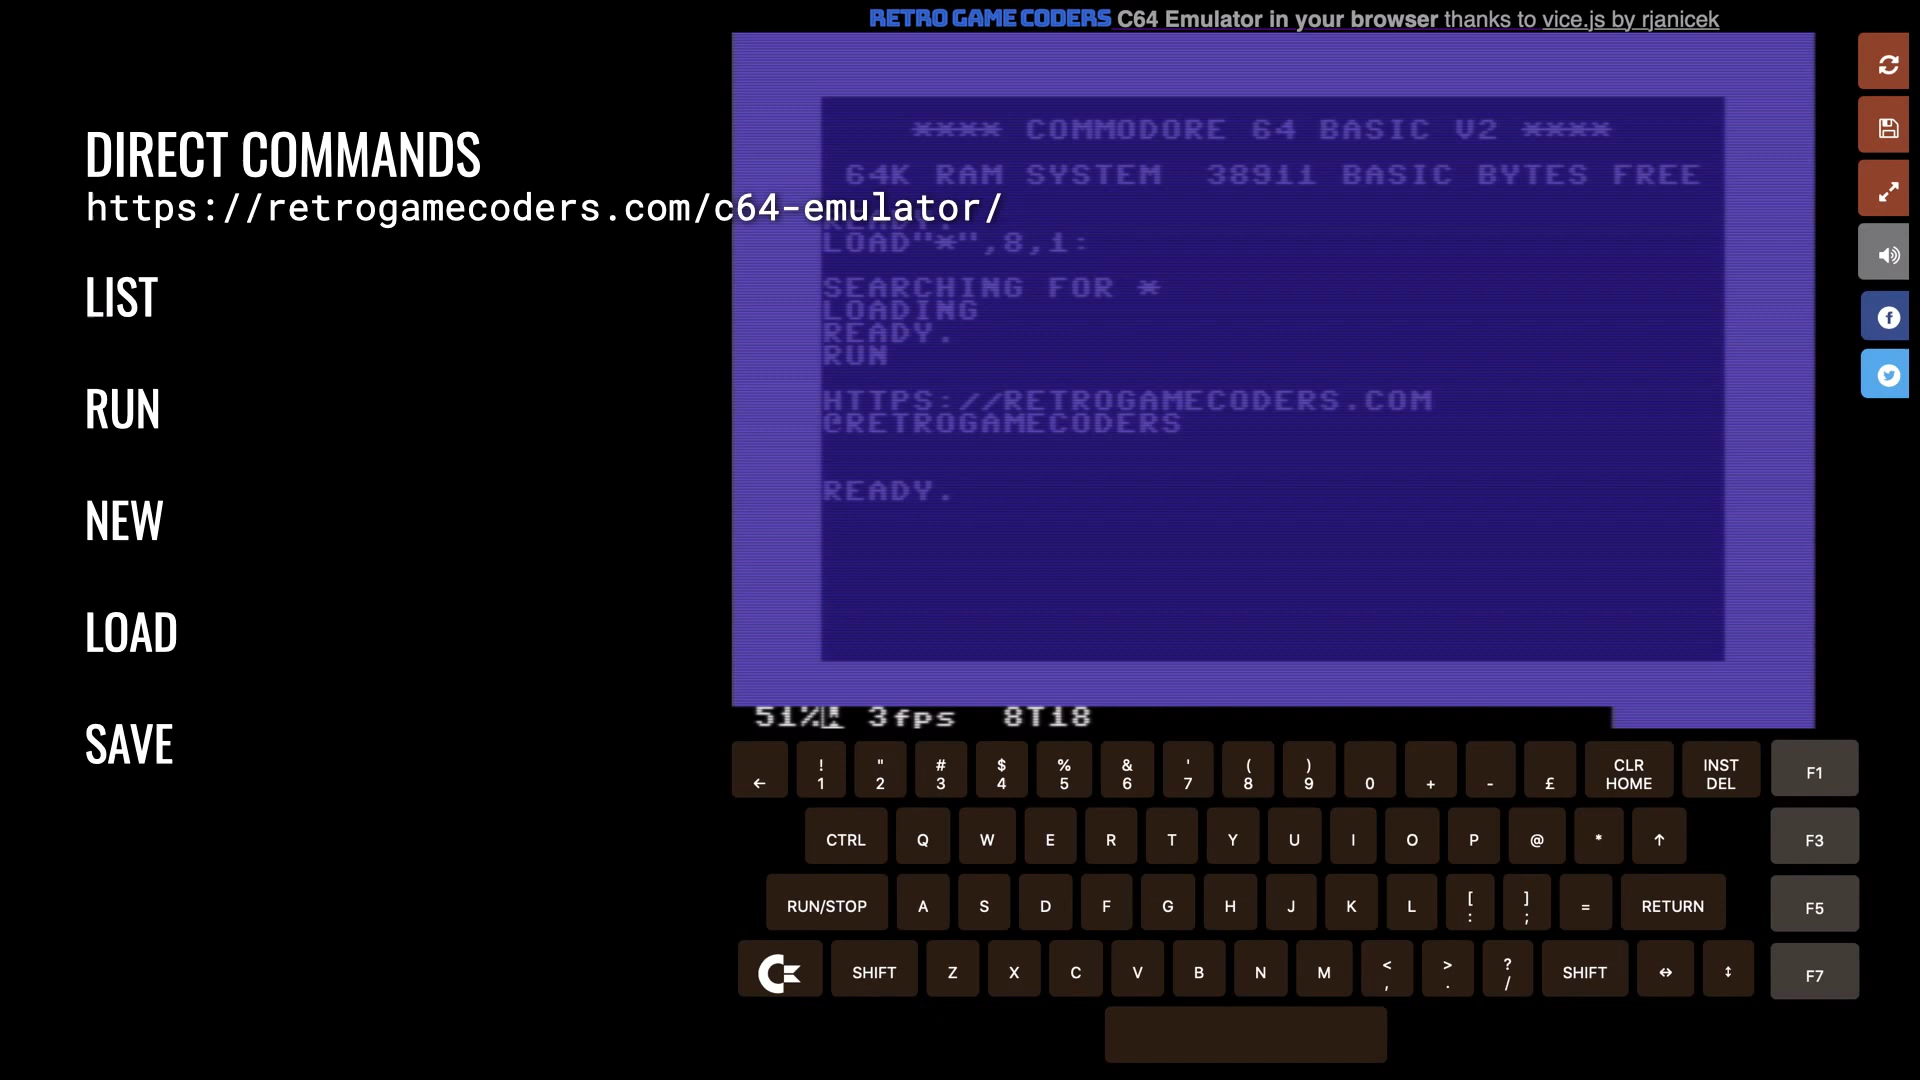 RETRO GAME CODERS C64 Emulator in your browser thanks to vice.js by rjanicek
DIRECT COMMANDS
https://retrogamecoders.com/c64-emulator/
LIST
RUN
NEW
LOAD
SAVE
**** COMMODORE 64 BASIC V2 ****
64K RAM SYSTEM 38911 BASIC BYTES FREE
READY.
LOAD"*",8,1:
SEARCHING FOR *
LOADING
READY.
RUN
HTTPS://RETROGAMECODERS.COM
@RETROGAMECODERS
READY.
51%! 3fps 8T18
← ! 1 " 2 # 3 $ 4 % 5 & 6 ' 7 ( 8 ) 9 0 + - £ CLR HOME INST DEL F1
CTRL Q W E R T Y U I O P @ * ↑ F3
RUN/STOP A S D F G H J K L [ : ] ; = RETURN F5
C= SHIFT Z X C V B N M < , > . ? / SHIFT ↔ ↕ F7